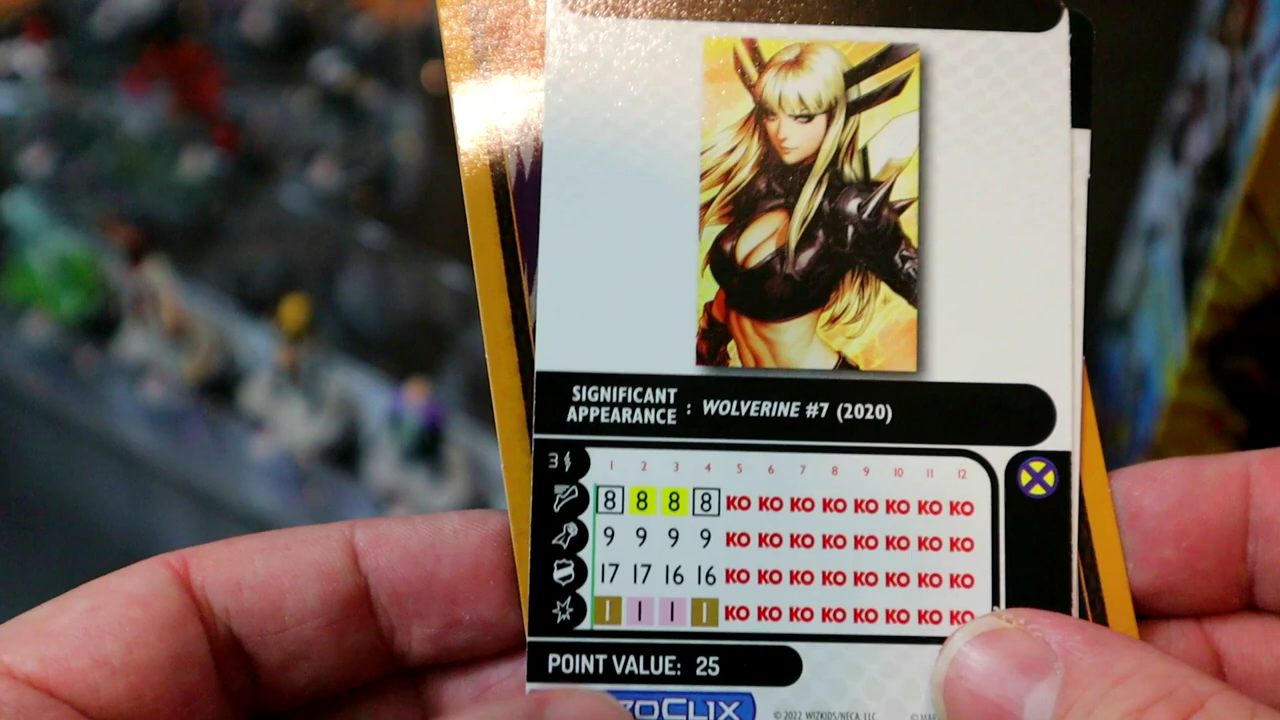 SIGNIFICANT
APPEARANCE : WOLVERINE #7 (2020)
3 1 2 3 4 5 6 7 8 9 10 11 12
8 8 8 8 KO KO KO KO KO KO KO KO
9 9 9 9 KO KO KO KO KO KO KO KO
17 17 16 16 KO KO KO KO KO KO KO KO
1 1 1 1 KO KO KO KO KO KO KO KO
POINT VALUE: 25
© 2022 WIZKIDS/NECA, LLC.